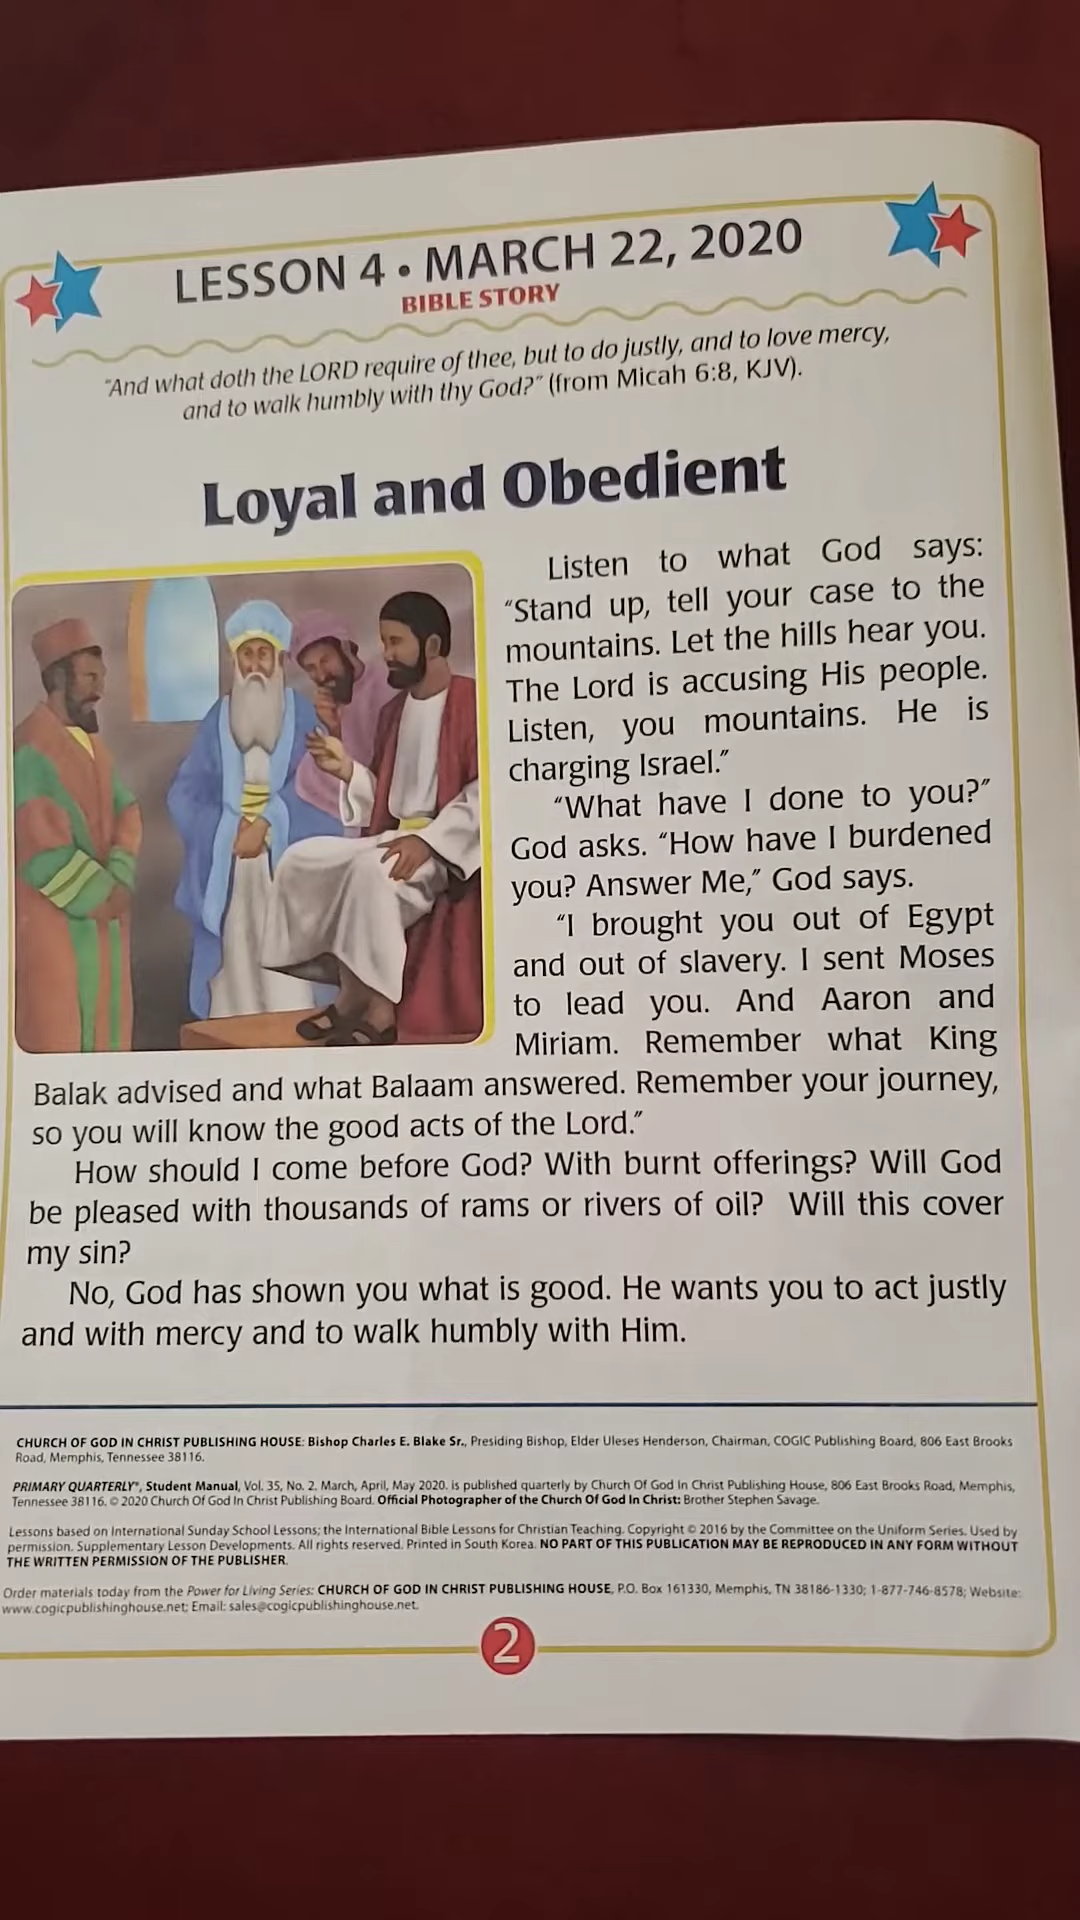 LESSON 4 • MARCH 22, 2020
BIBLE STORY
"And what doth the LORD require of thee, but to do justly, and to love mercy,
and to walk humbly with thy God?" (from Micah 6:8, KJV).
Loyal and Obedient
Listen to what God says:
"Stand up, tell your case to the
mountains. Let the hills hear you.
The Lord is accusing His people.
Listen, you mountains. He is
charging Israel."
"What have I done to you?"
God asks. "How have I burdened
you? Answer Me," God says.
"I brought you out of Egypt
and out of slavery. I sent Moses
to lead you. And Aaron and
Miriam. Remember what King
Balak advised and what Balaam answered. Remember your journey,
so you will know the good acts of the Lord."
How should I come before God? With burnt offerings? Will God
be pleased with thousands of rams or rivers of oil? Will this cover
my sin?
No, God has shown you what is good. He wants you to act justly
and with mercy and to walk humbly with Him.
CHURCH OF GOD IN CHRIST PUBLISHING HOUSE: Bishop Charles E. Blake Sr., Presiding Bishop, Elder Uleses Henderson, Chairman, COGIC Publishing Board, 806 East Brooks
Road, Memphis, Tennessee 38116.
PRIMARY QUARTERLY®, Student Manual, Vol. 35, No. 2. March, April, May 2020. is published quarterly by Church Of God In Christ Publishing House, 806 East Brooks Road, Memphis,
Tennessee 38116. © 2020 Church Of God In Christ Publishing Board. Official Photographer of the Church Of God In Christ: Brother Stephen Savage.
Lessons based on International Sunday School Lessons; the International Bible Lessons for Christian Teaching. Copyright © 2016 by the Committee on the Uniform Series. Used by
permission. Supplementary Lesson Developments. All rights reserved. Printed in South Korea. NO PART OF THIS PUBLICATION MAY BE REPRODUCED IN ANY FORM WITHOUT
THE WRITTEN PERMISSION OF THE PUBLISHER.
Order materials today from the Power for Living Series: CHURCH OF GOD IN CHRIST PUBLISHING HOUSE, P.O. Box 161330, Memphis, TN 38186-1330; 1-877-746-8578; Website:
www.cogicpublishinghouse.net; Email: sales@cogicpublishinghouse.net.
2